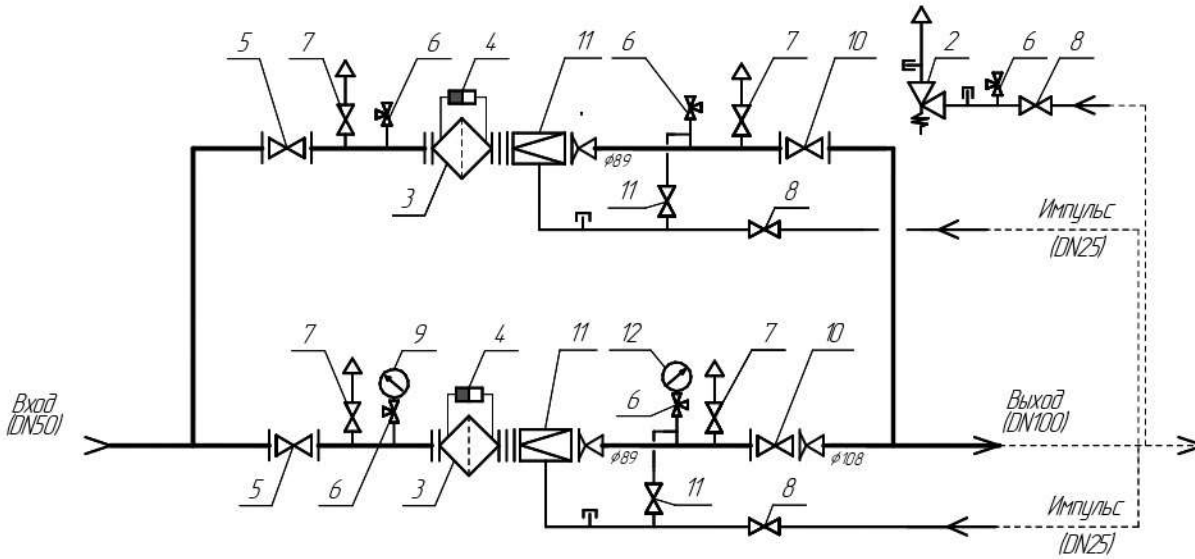 5 7 6 4 11 6 7 10 2 6 8
φ89
3
11
8
Импульс
(DN25)
7 9 4 11 12 7 10
6
Вход
(DN50)
Выход
(DN100)
φ89
φ108
5 6 3
11
8
Импульс
(DN25)